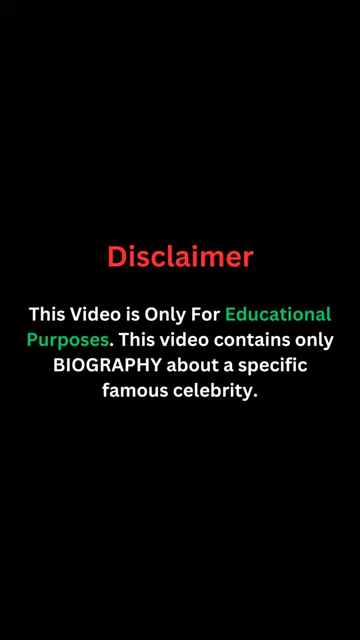 Disclaimer
This Video is Only For Educational
Purposes. This video contains only
BIOGRAPHY about a specific
famous celebrity.